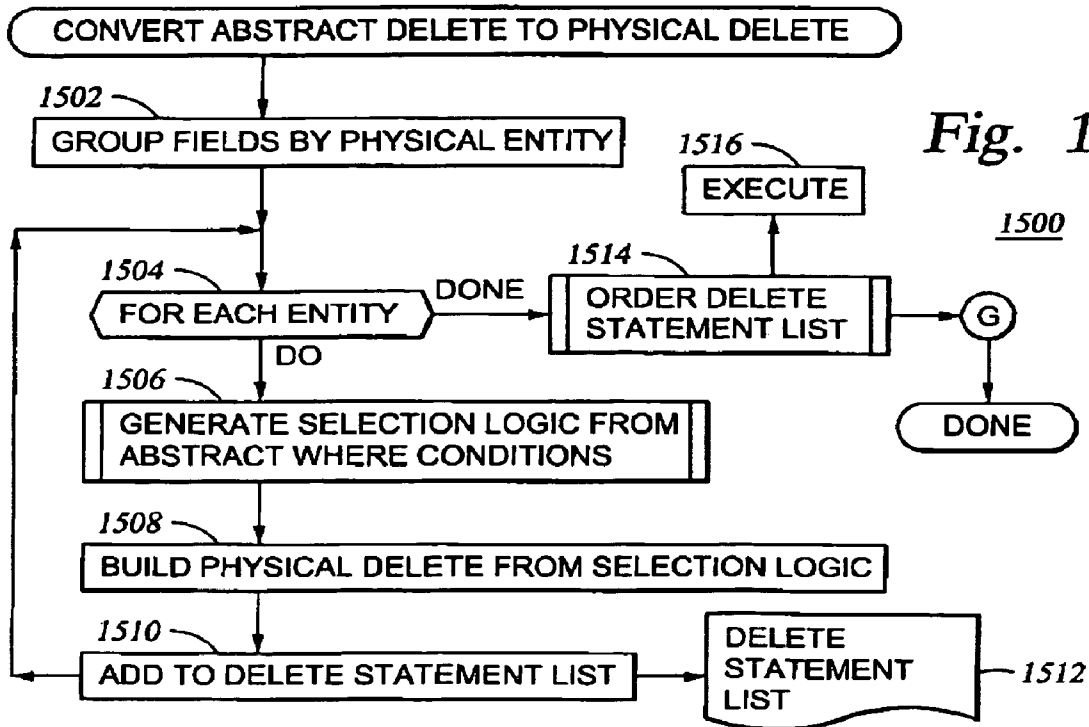 CONVERT ABSTRACT DELETE TO PHYSICAL DELETE
1502
GROUP FIELDS BY PHYSICAL ENTITY
Fig. 1
1500
1516
EXECUTE
1504
FOR EACH ENTITY
DONE
DO
1514
ORDER DELETE
STATEMENT LIST
G
DONE
1506
GENERATE SELECTION LOGIC FROM
ABSTRACT WHERE CONDITIONS
1508
BUILD PHYSICAL DELETE FROM SELECTION LOGIC
1510
ADD TO DELETE STATEMENT LIST
DELETE
STATEMENT
LIST
1512